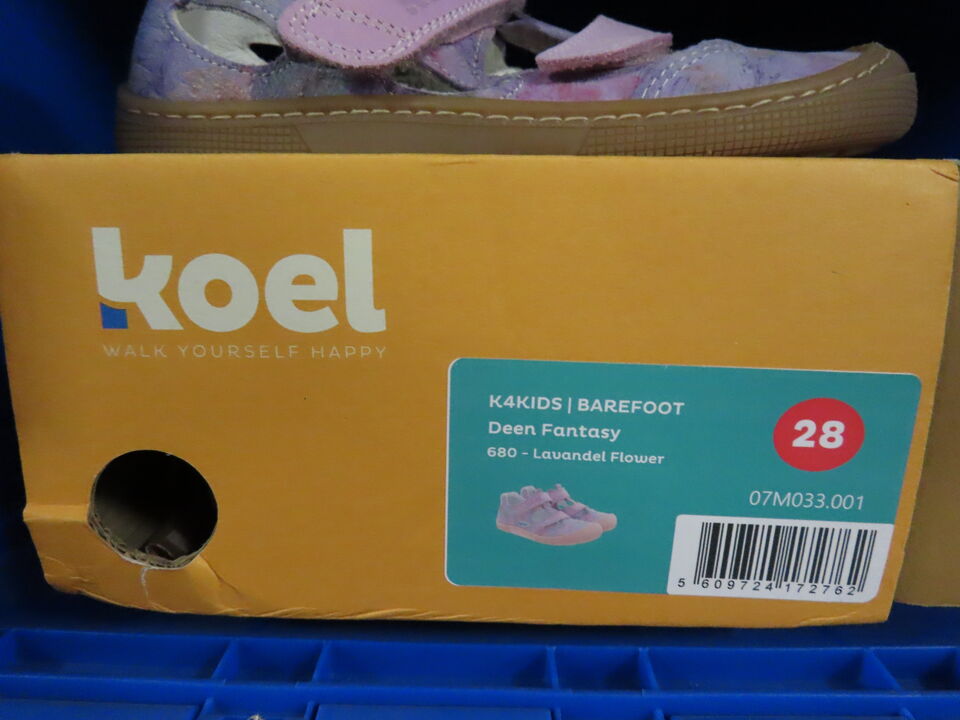 koel
WALK YOURSELF HAPPY
K4KIDS | BAREFOOT
Deen Fantasy
680 - Lavandel Flower
28
07M033.001
5 609724 172762